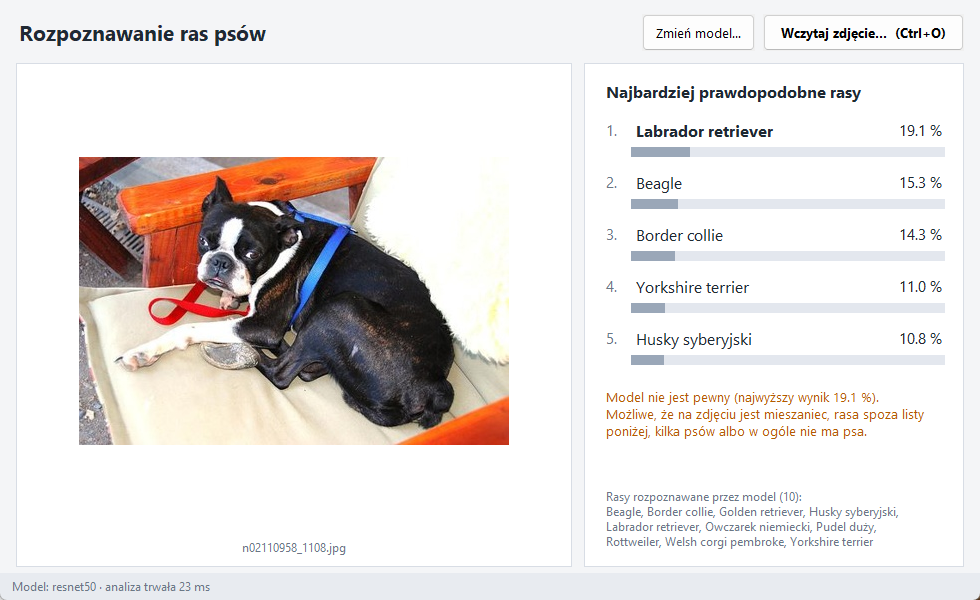 Rozpoznawanie ras psów
Zmień model...
Wczytaj zdjęcie... (Ctrl+O)
Najbardziej prawdopodobne rasy
1. Labrador retriever 19.1 %
2. Beagle 15.3 %
3. Border collie 14.3 %
4. Yorkshire terrier 11.0 %
5. Husky syberyjski 10.8 %
Model nie jest pewny (najwyższy wynik 19.1 %).
Możliwe, że na zdjęciu jest mieszaniec, rasa spoza listy
poniżej, kilka psów albo w ogóle nie ma psa.
Rasy rozpoznawane przez model (10):
Beagle, Border collie, Golden retriever, Husky syberyjski,
Labrador retriever, Owczarek niemiecki, Pudel duży,
Rottweiler, Welsh corgi pembroke, Yorkshire terrier
n02110958_1108.jpg
Model: resnet50 · analiza trwała 23 ms